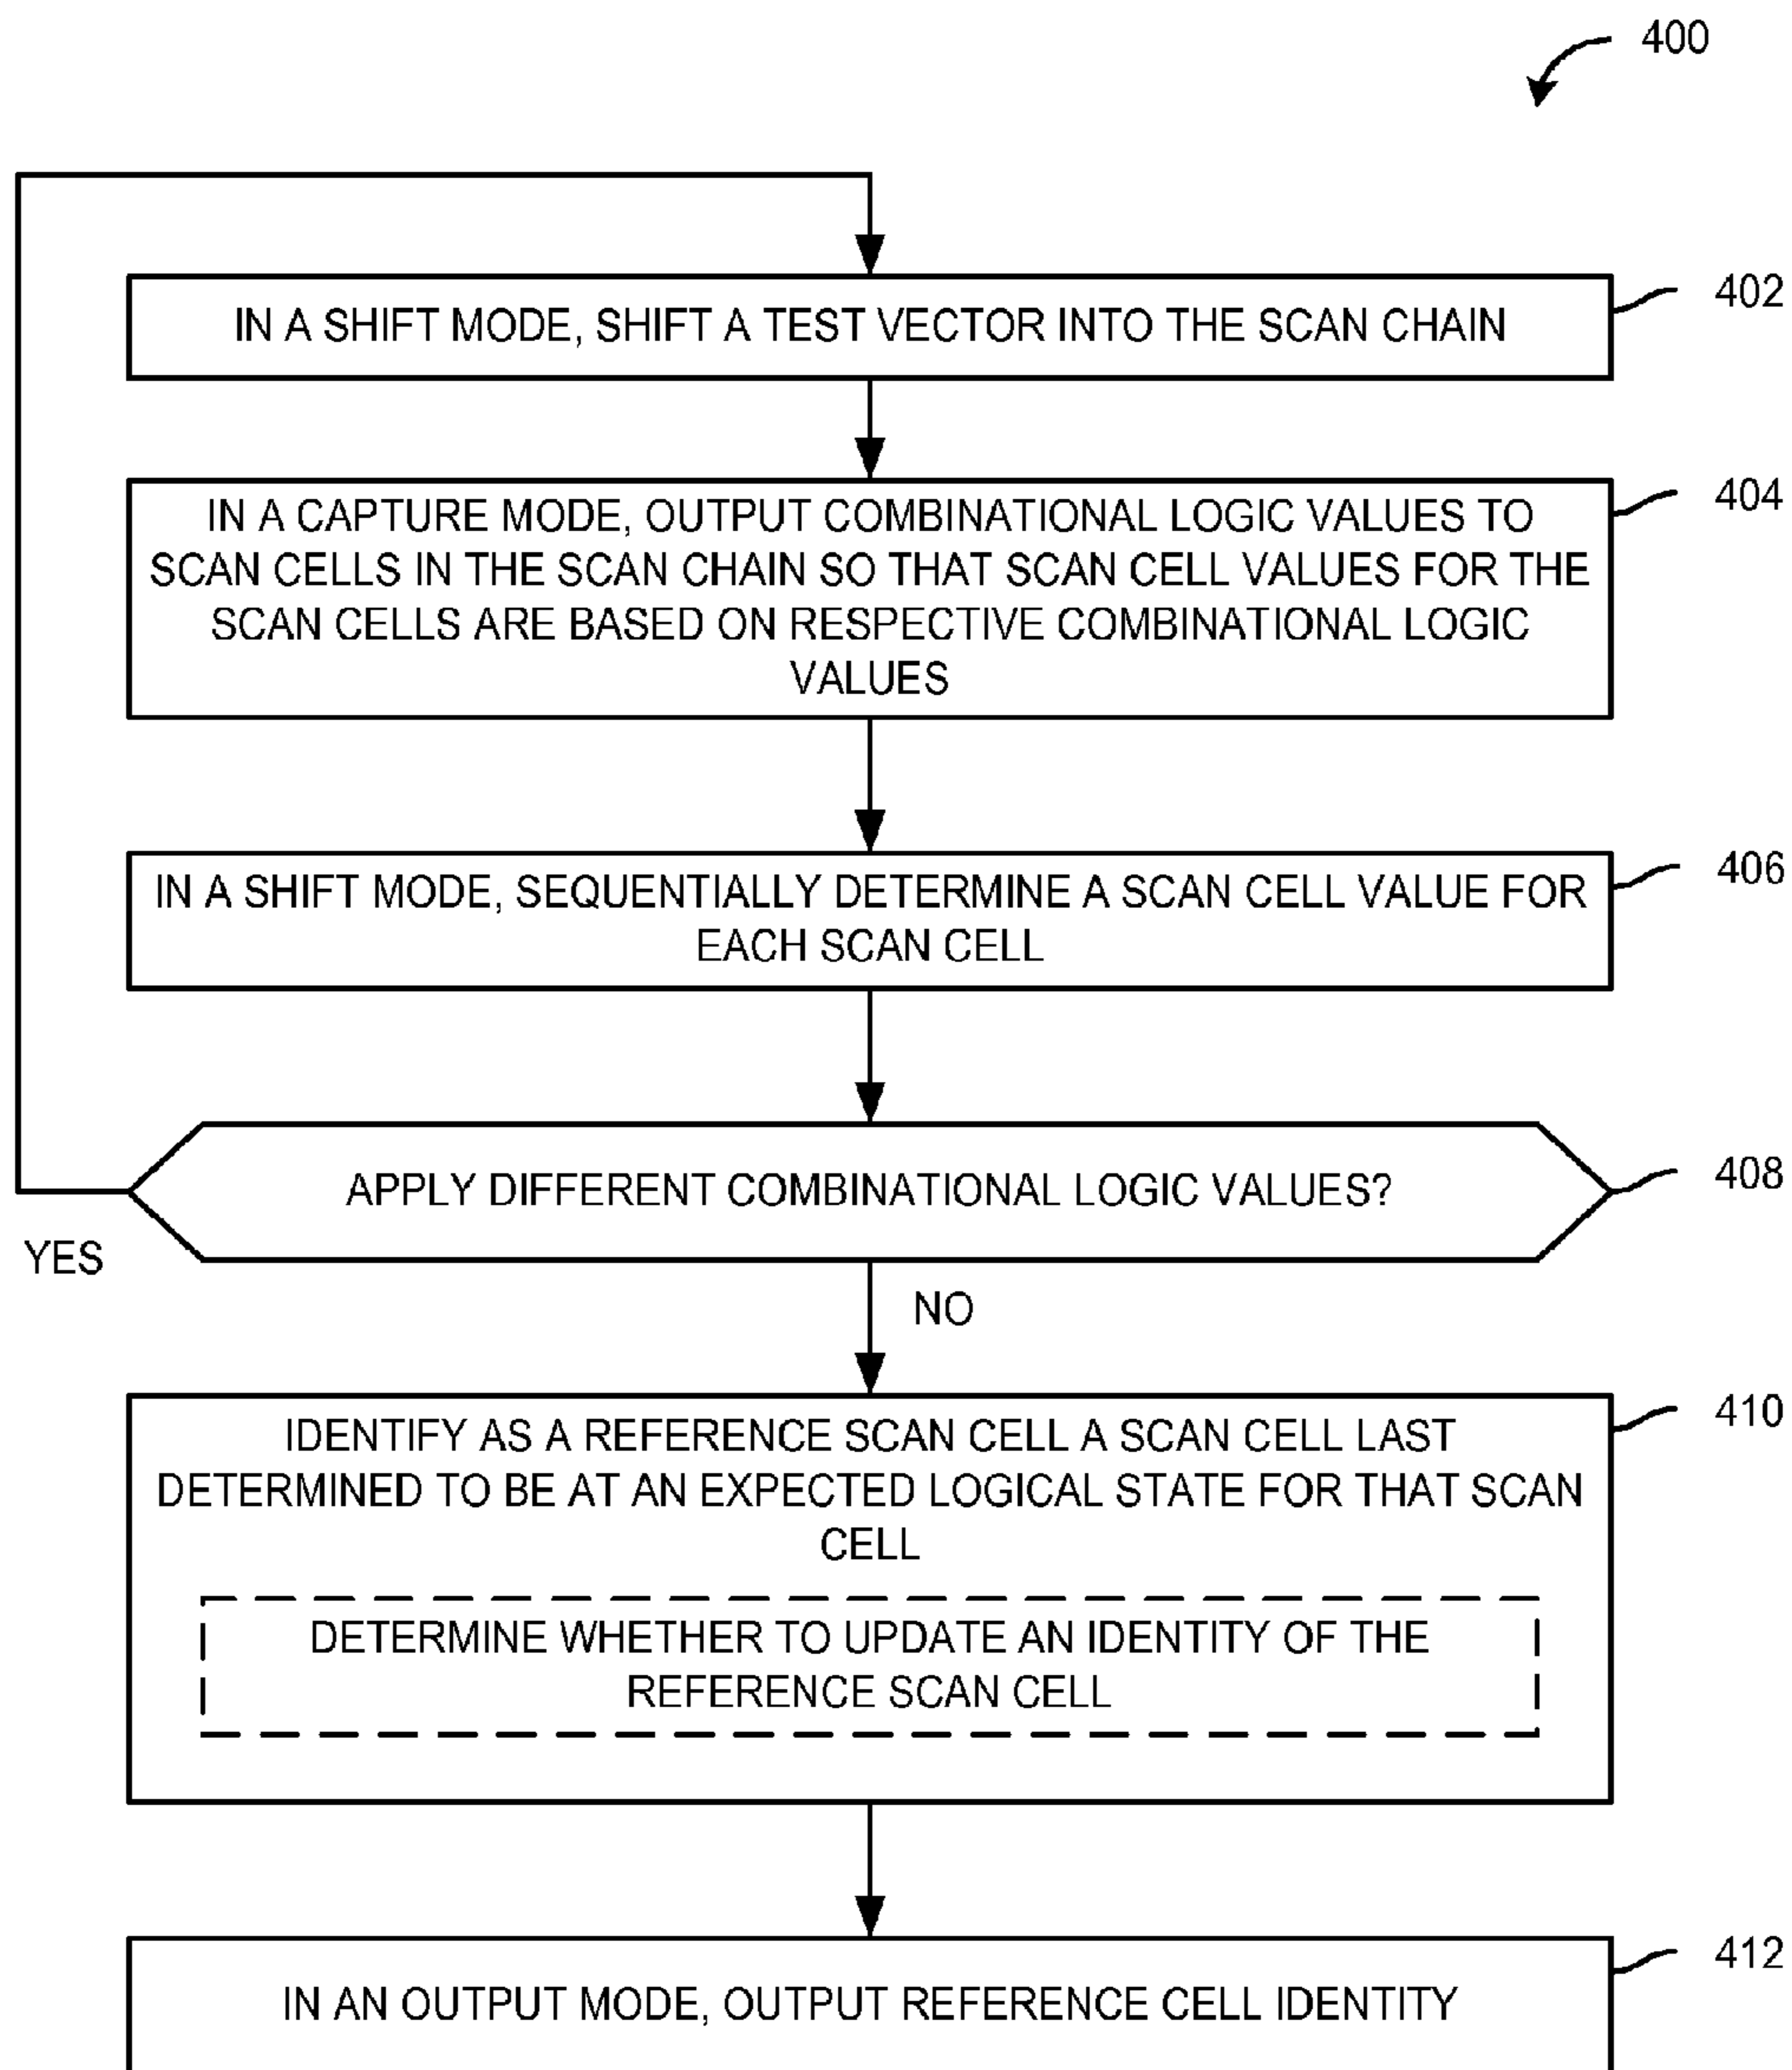 400
IN A SHIFT MODE, SHIFT A TEST VECTOR INTO THE SCAN CHAIN
402
IN A CAPTURE MODE, OUTPUT COMBINATIONAL LOGIC VALUES TO
SCAN CELLS IN THE SCAN CHAIN SO THAT SCAN CELL VALUES FOR THE
SCAN CELLS ARE BASED ON RESPECTIVE COMBINATIONAL LOGIC
VALUES
404
IN A SHIFT MODE, SEQUENTIALLY DETERMINE A SCAN CELL VALUE FOR
EACH SCAN CELL
406
APPLY DIFFERENT COMBINATIONAL LOGIC VALUES?
408
YES
NO
IDENTIFY AS A REFERENCE SCAN CELL A SCAN CELL LAST
DETERMINED TO BE AT AN EXPECTED LOGICAL STATE FOR THAT SCAN
CELL
410
DETERMINE WHETHER TO UPDATE AN IDENTITY OF THE
REFERENCE SCAN CELL
IN AN OUTPUT MODE, OUTPUT REFERENCE CELL IDENTITY
412